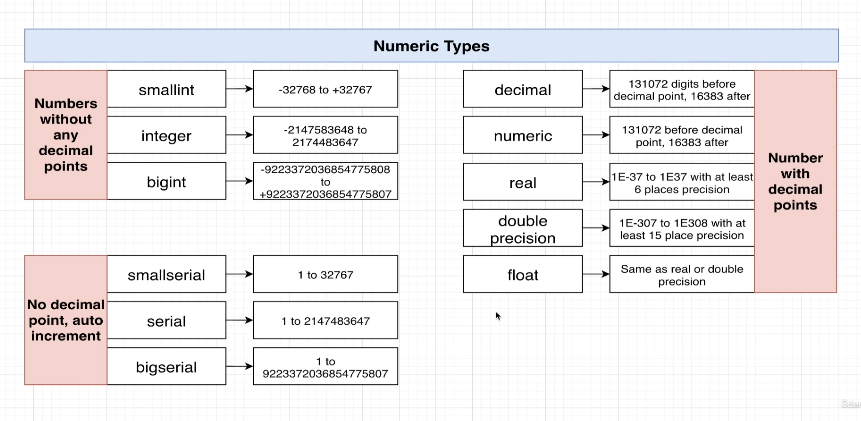 Numeric Types
Numbers
without
any
decimal
points
smallint
-32768 to +32767
integer
-2147583648 to
2174483647
bigint
-9223372036854775808
to
+9223372036854775807
No decimal
point, auto
increment
smallserial
1 to 32767
serial
1 to 2147483647
bigserial
1 to
9223372036854775807
decimal
131072 digits before
decimal point, 16383 after
numeric
131072 before decimal
point, 16383 after
real
1E-37 to 1E37 with at least
6 places precision
double
precision
1E-307 to 1E308 with at
least 15 place precision
float
Same as real or double
precision
Number
with
decimal
points